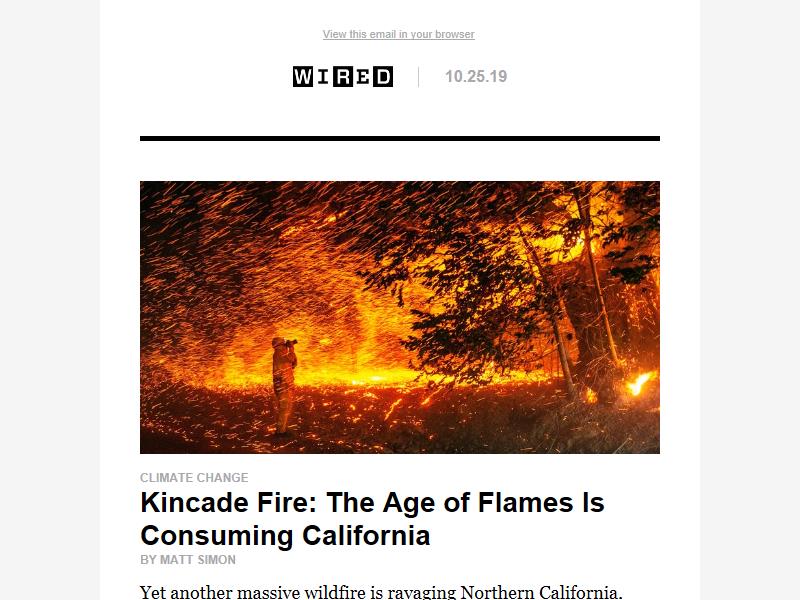 View this email in your browser
WIRED
10.25.19
CLIMATE CHANGE
Kincade Fire: The Age of Flames Is
Consuming California
BY MATT SIMON
Yet another massive wildfire is ravaging Northern California.